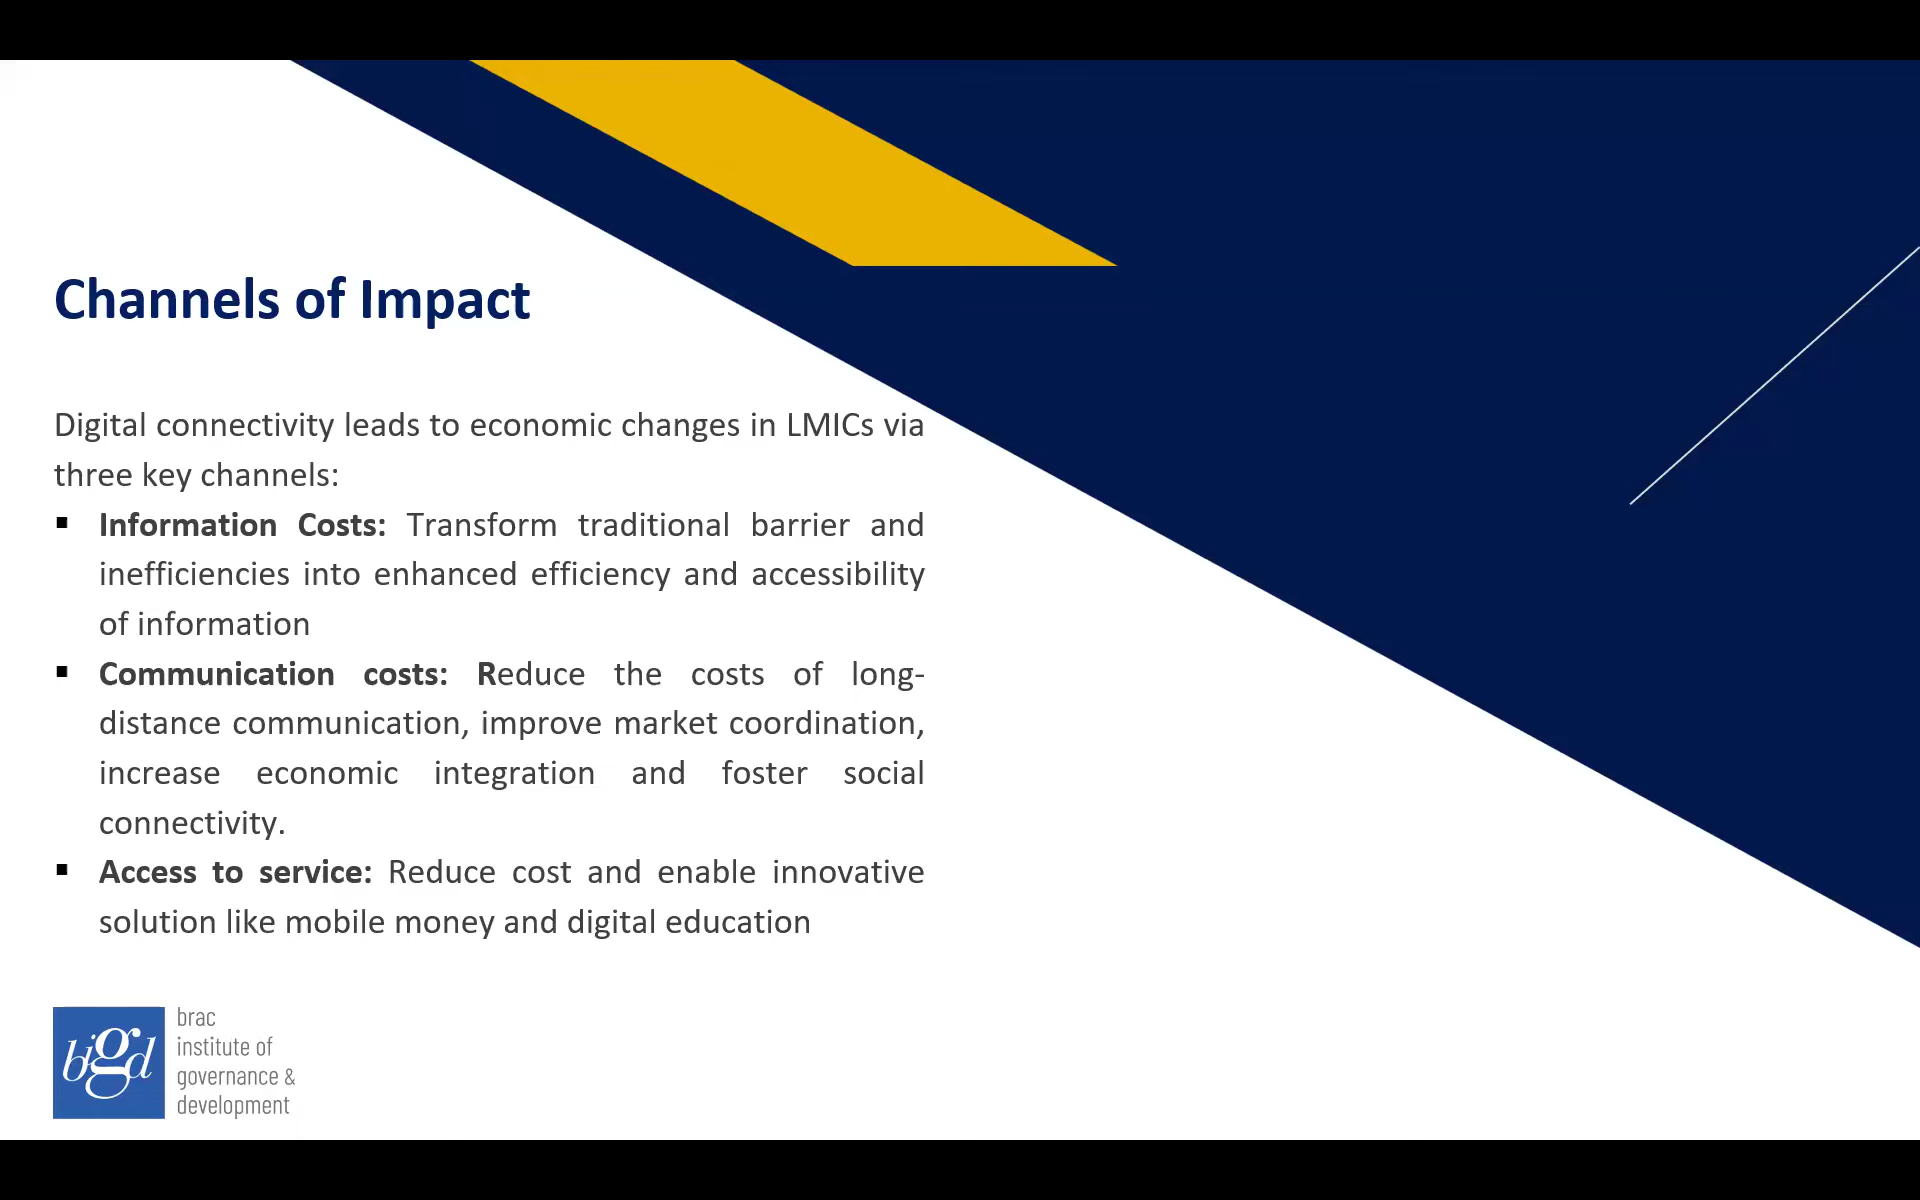 Channels of Impact
Digital connectivity leads to economic changes in LMICs via
three key channels:
▪ Information Costs: Transform traditional barrier and
inefficiencies into enhanced efficiency and accessibility
of information
▪ Communication costs: Reduce the costs of long-
distance communication, improve market coordination,
increase economic integration and foster social
connectivity.
▪ Access to service: Reduce cost and enable innovative
solution like mobile money and digital education
bigd
brac
institute of
governance &
development